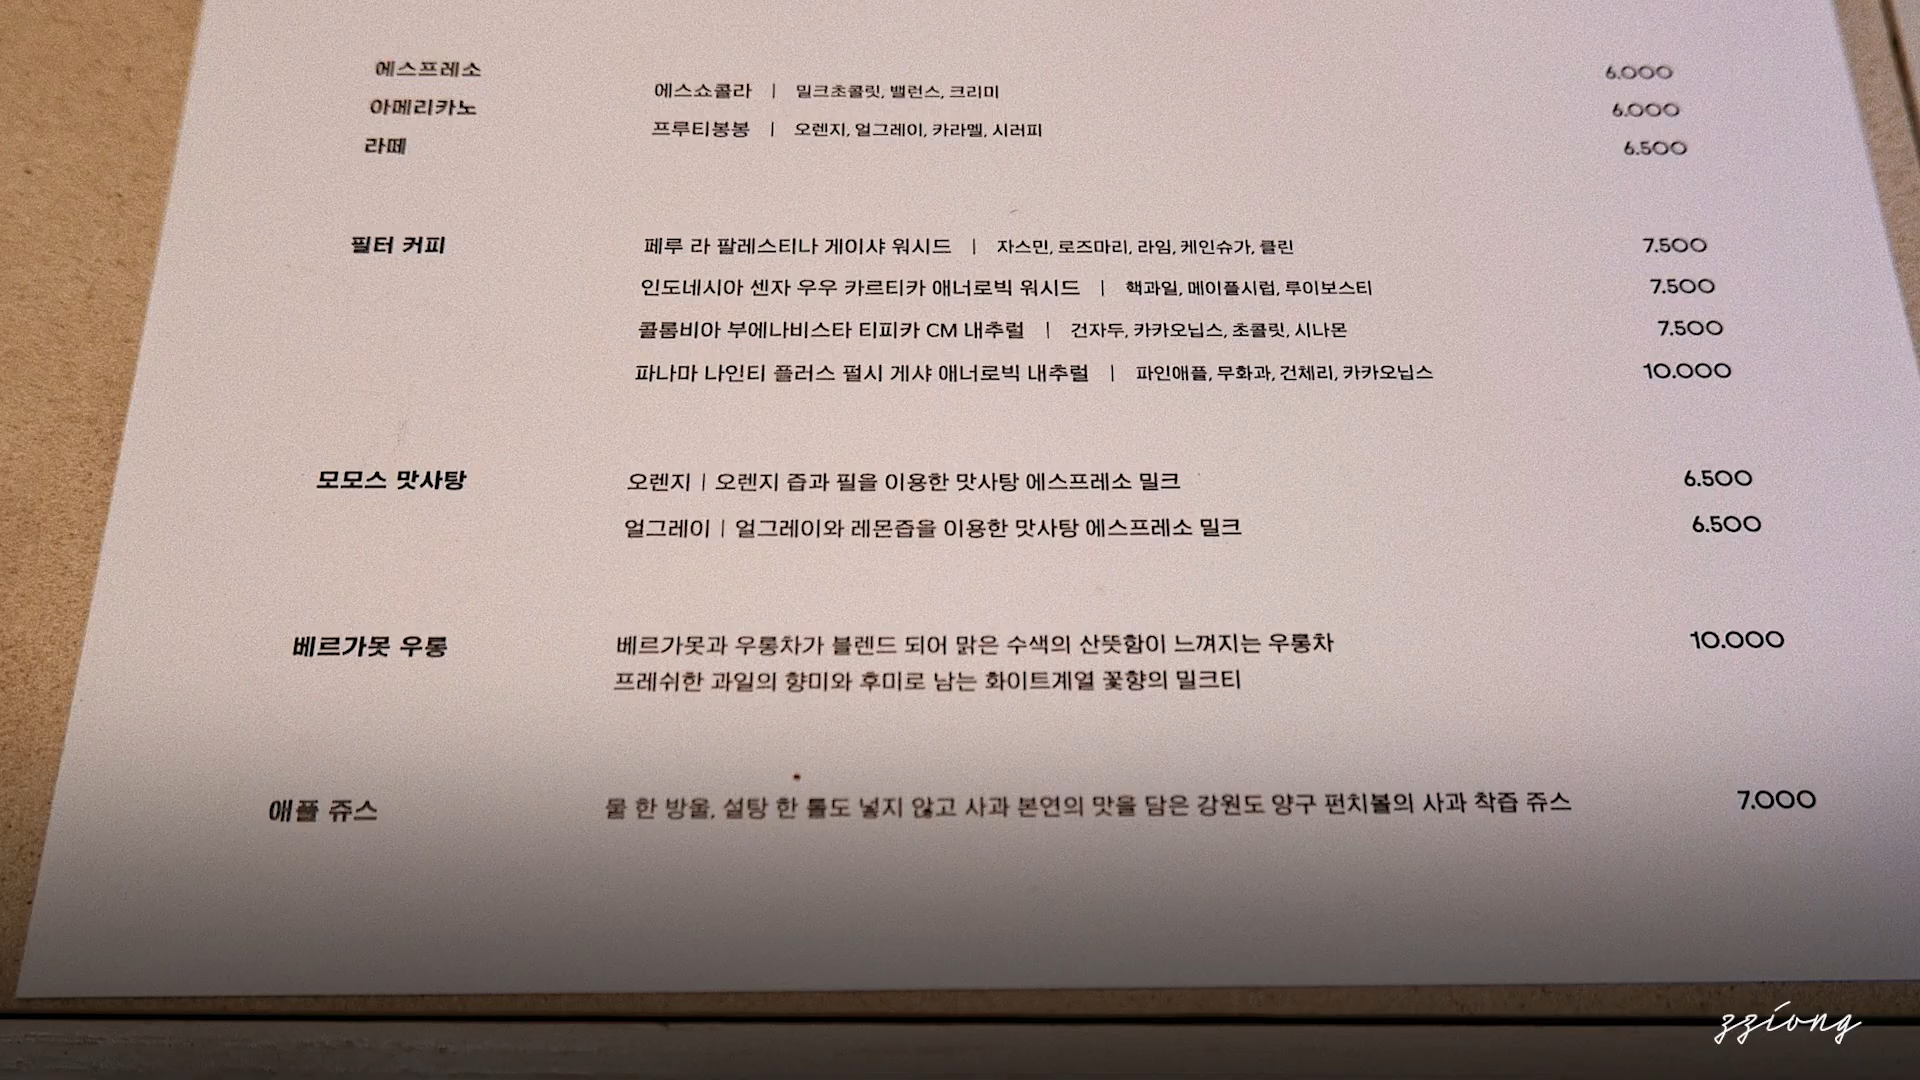 에스프레소 6.000
에스쇼콜라 | 밀크초콜릿, 밸런스, 크리미
아메리카노 6.000
프루티봉봉 | 오렌지, 얼그레이, 카라멜, 시러피
라떼 6.500
필터 커피 페루 라 팔레스티나 게이샤 워시드 | 자스민, 로즈마리, 라임, 케인슈가, 클린 7.500
인도네시아 센자 우우 카르티카 애너로빅 워시드 | 핵과일, 메이플시럽, 루이보스티 7.500
콜롬비아 부에나비스타 티피카 CM 내추럴 | 건자두, 카카오닙스, 초콜릿, 시나몬 7.500
파나마 나인티 플러스 펄시 게샤 애너로빅 내추럴 | 파인애플, 무화과, 건체리, 카카오닙스 10.000
모모스 맛사탕 오렌지 | 오렌지 즙과 필을 이용한 맛사탕 에스프레소 밀크 6.500
얼그레이 | 얼그레이와 레몬즙을 이용한 맛사탕 에스프레소 밀크 6.500
베르가못 우롱 베르가못과 우롱차가 블렌드 되어 맑은 수색의 산뜻함이 느껴지는 우롱차 10.000
프레쉬한 과일의 향미와 후미로 남는 화이트계열 꽃향의 밀크티
애플 쥬스 물 한 방울, 설탕 한 톨도 넣지 않고 사과 본연의 맛을 담은 강원도 양구 펀치볼의 사과 착즙 쥬스 7.000
zziong